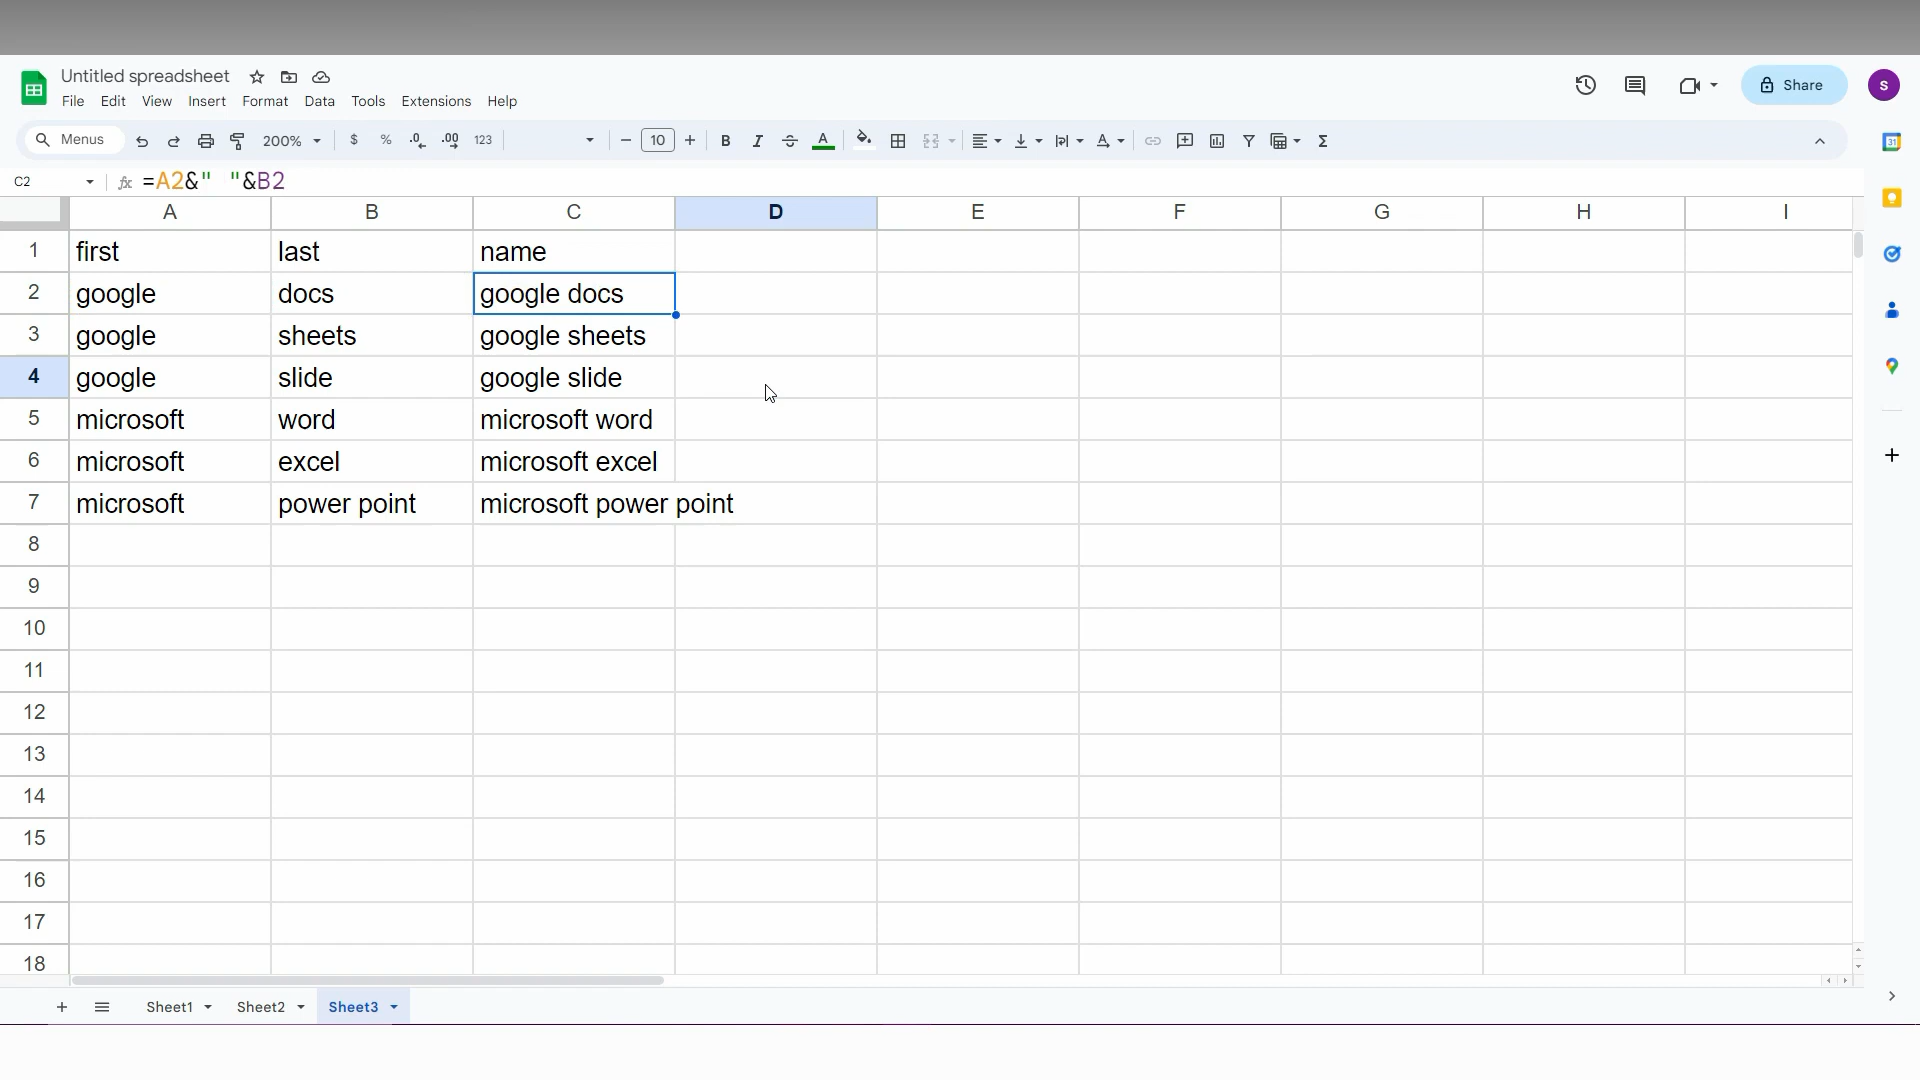 Untitled spreadsheet
File Edit View Insert Format Data Tools Extensions Help
Share S
Menus 200% $ % .0 .00 123 10 B I A A Σ 31
C2 fx =A2&" "&B2
A B C D E F G H I
1 first last name
2 google docs google docs
3 google sheets google sheets
4 google slide google slide
5 microsoft word microsoft word
6 microsoft excel microsoft excel
7 microsoft power point microsoft power point
8
9
10
11
12
13
14
15
16
17
18
Sheet1 Sheet2 Sheet3